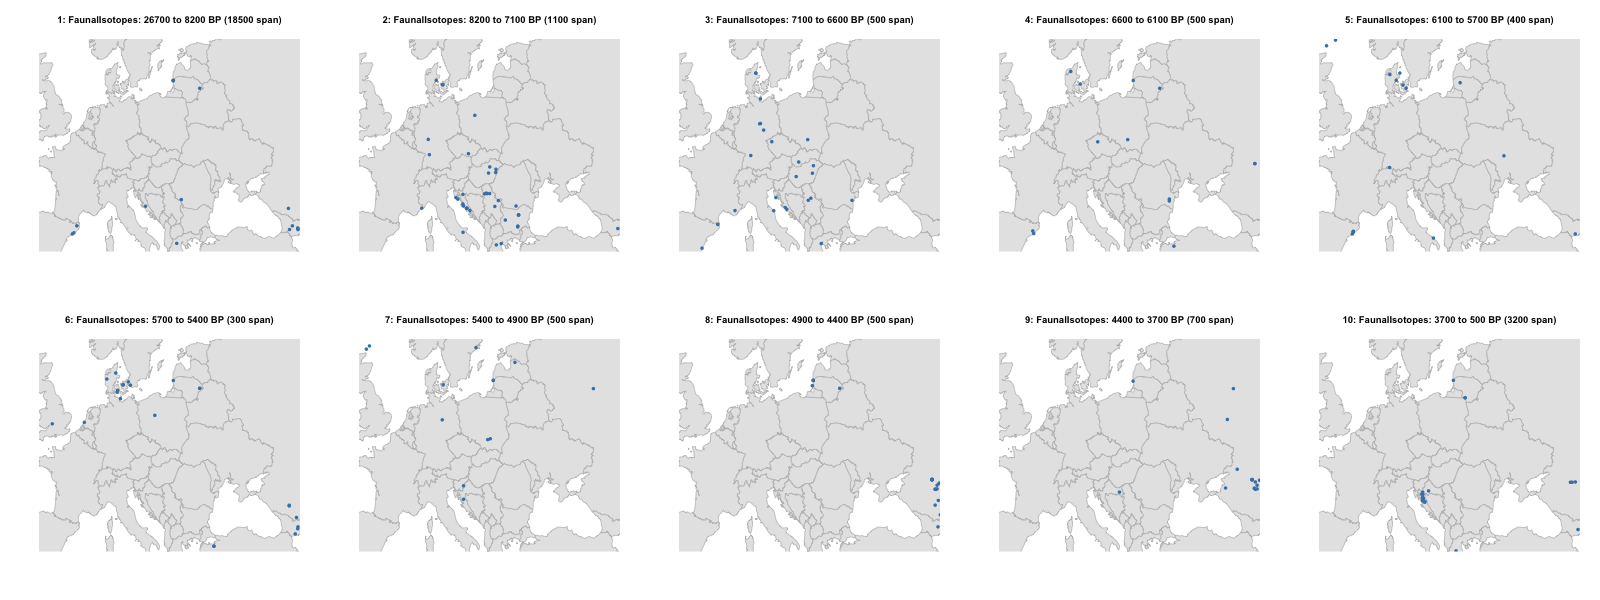 1: FaunalIsotopes: 26700 to 8200 BP (18500 span)
2: FaunalIsotopes: 8200 to 7100 BP (1100 span)
3: FaunalIsotopes: 7100 to 6600 BP (500 span)
4: FaunalIsotopes: 6600 to 6100 BP (500 span)
5: FaunalIsotopes: 6100 to 5700 BP (400 span)
6: FaunalIsotopes: 5700 to 5400 BP (300 span)
7: FaunalIsotopes: 5400 to 4900 BP (500 span)
8: FaunalIsotopes: 4900 to 4400 BP (500 span)
9: FaunalIsotopes: 4400 to 3700 BP (700 span)
10: FaunalIsotopes: 3700 to 500 BP (3200 span)